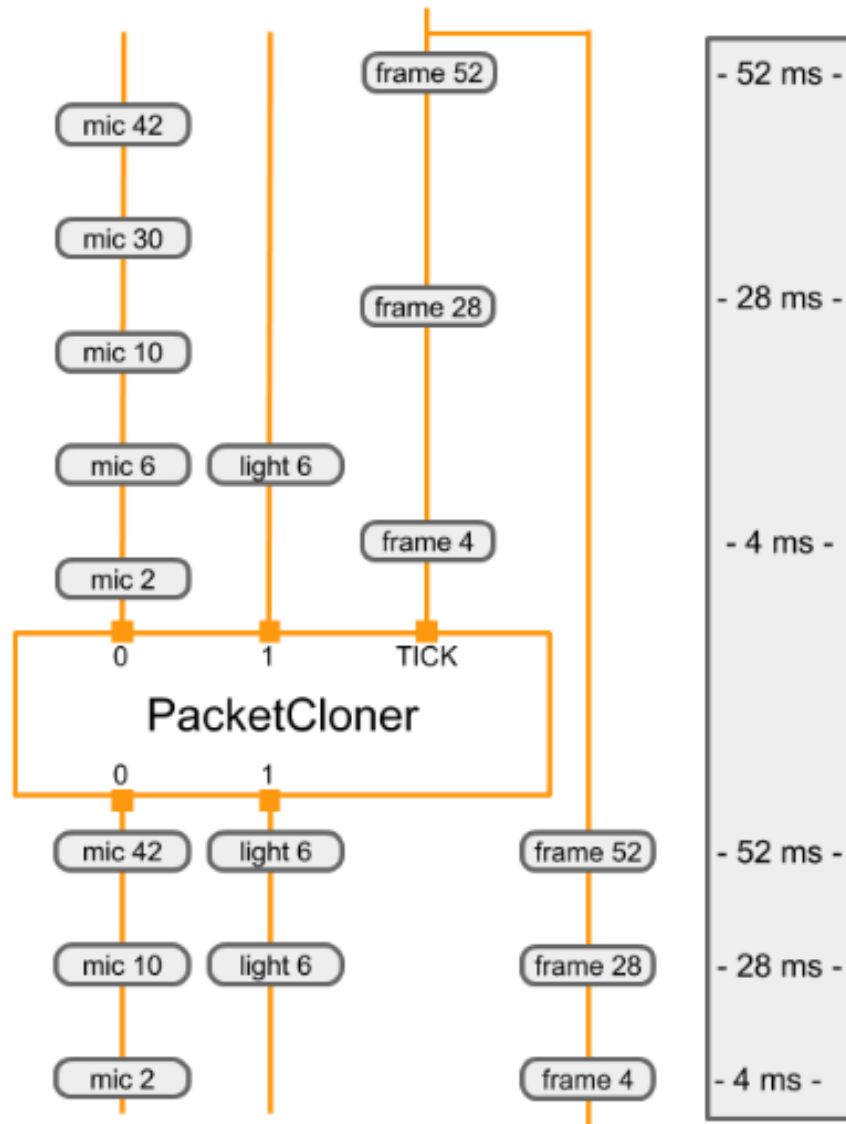 frame 52
- 52 ms -
mic 42
mic 30
frame 28
- 28 ms -
mic 10
mic 6
light 6
frame 4
- 4 ms -
mic 2
0
1
TICK
PacketCloner
0
1
mic 42
light 6
frame 52
- 52 ms -
mic 10
light 6
frame 28
- 28 ms -
mic 2
frame 4
- 4 ms -